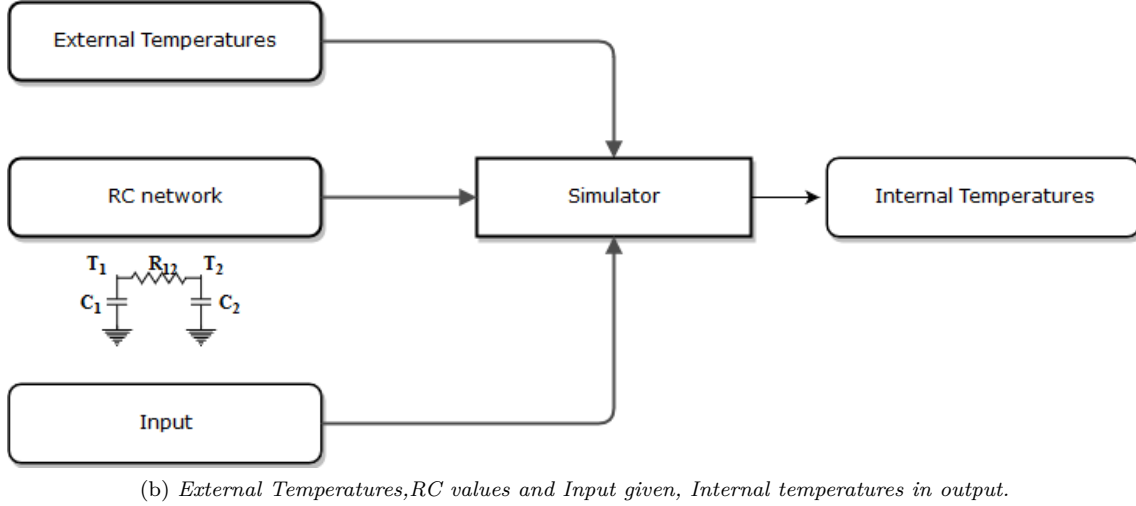 External Temperatures
RC network
Simulator
Internal Temperatures
T1 R12 T2
C1 C2
Input
(b) External Temperatures,RC values and Input given, Internal temperatures in output.